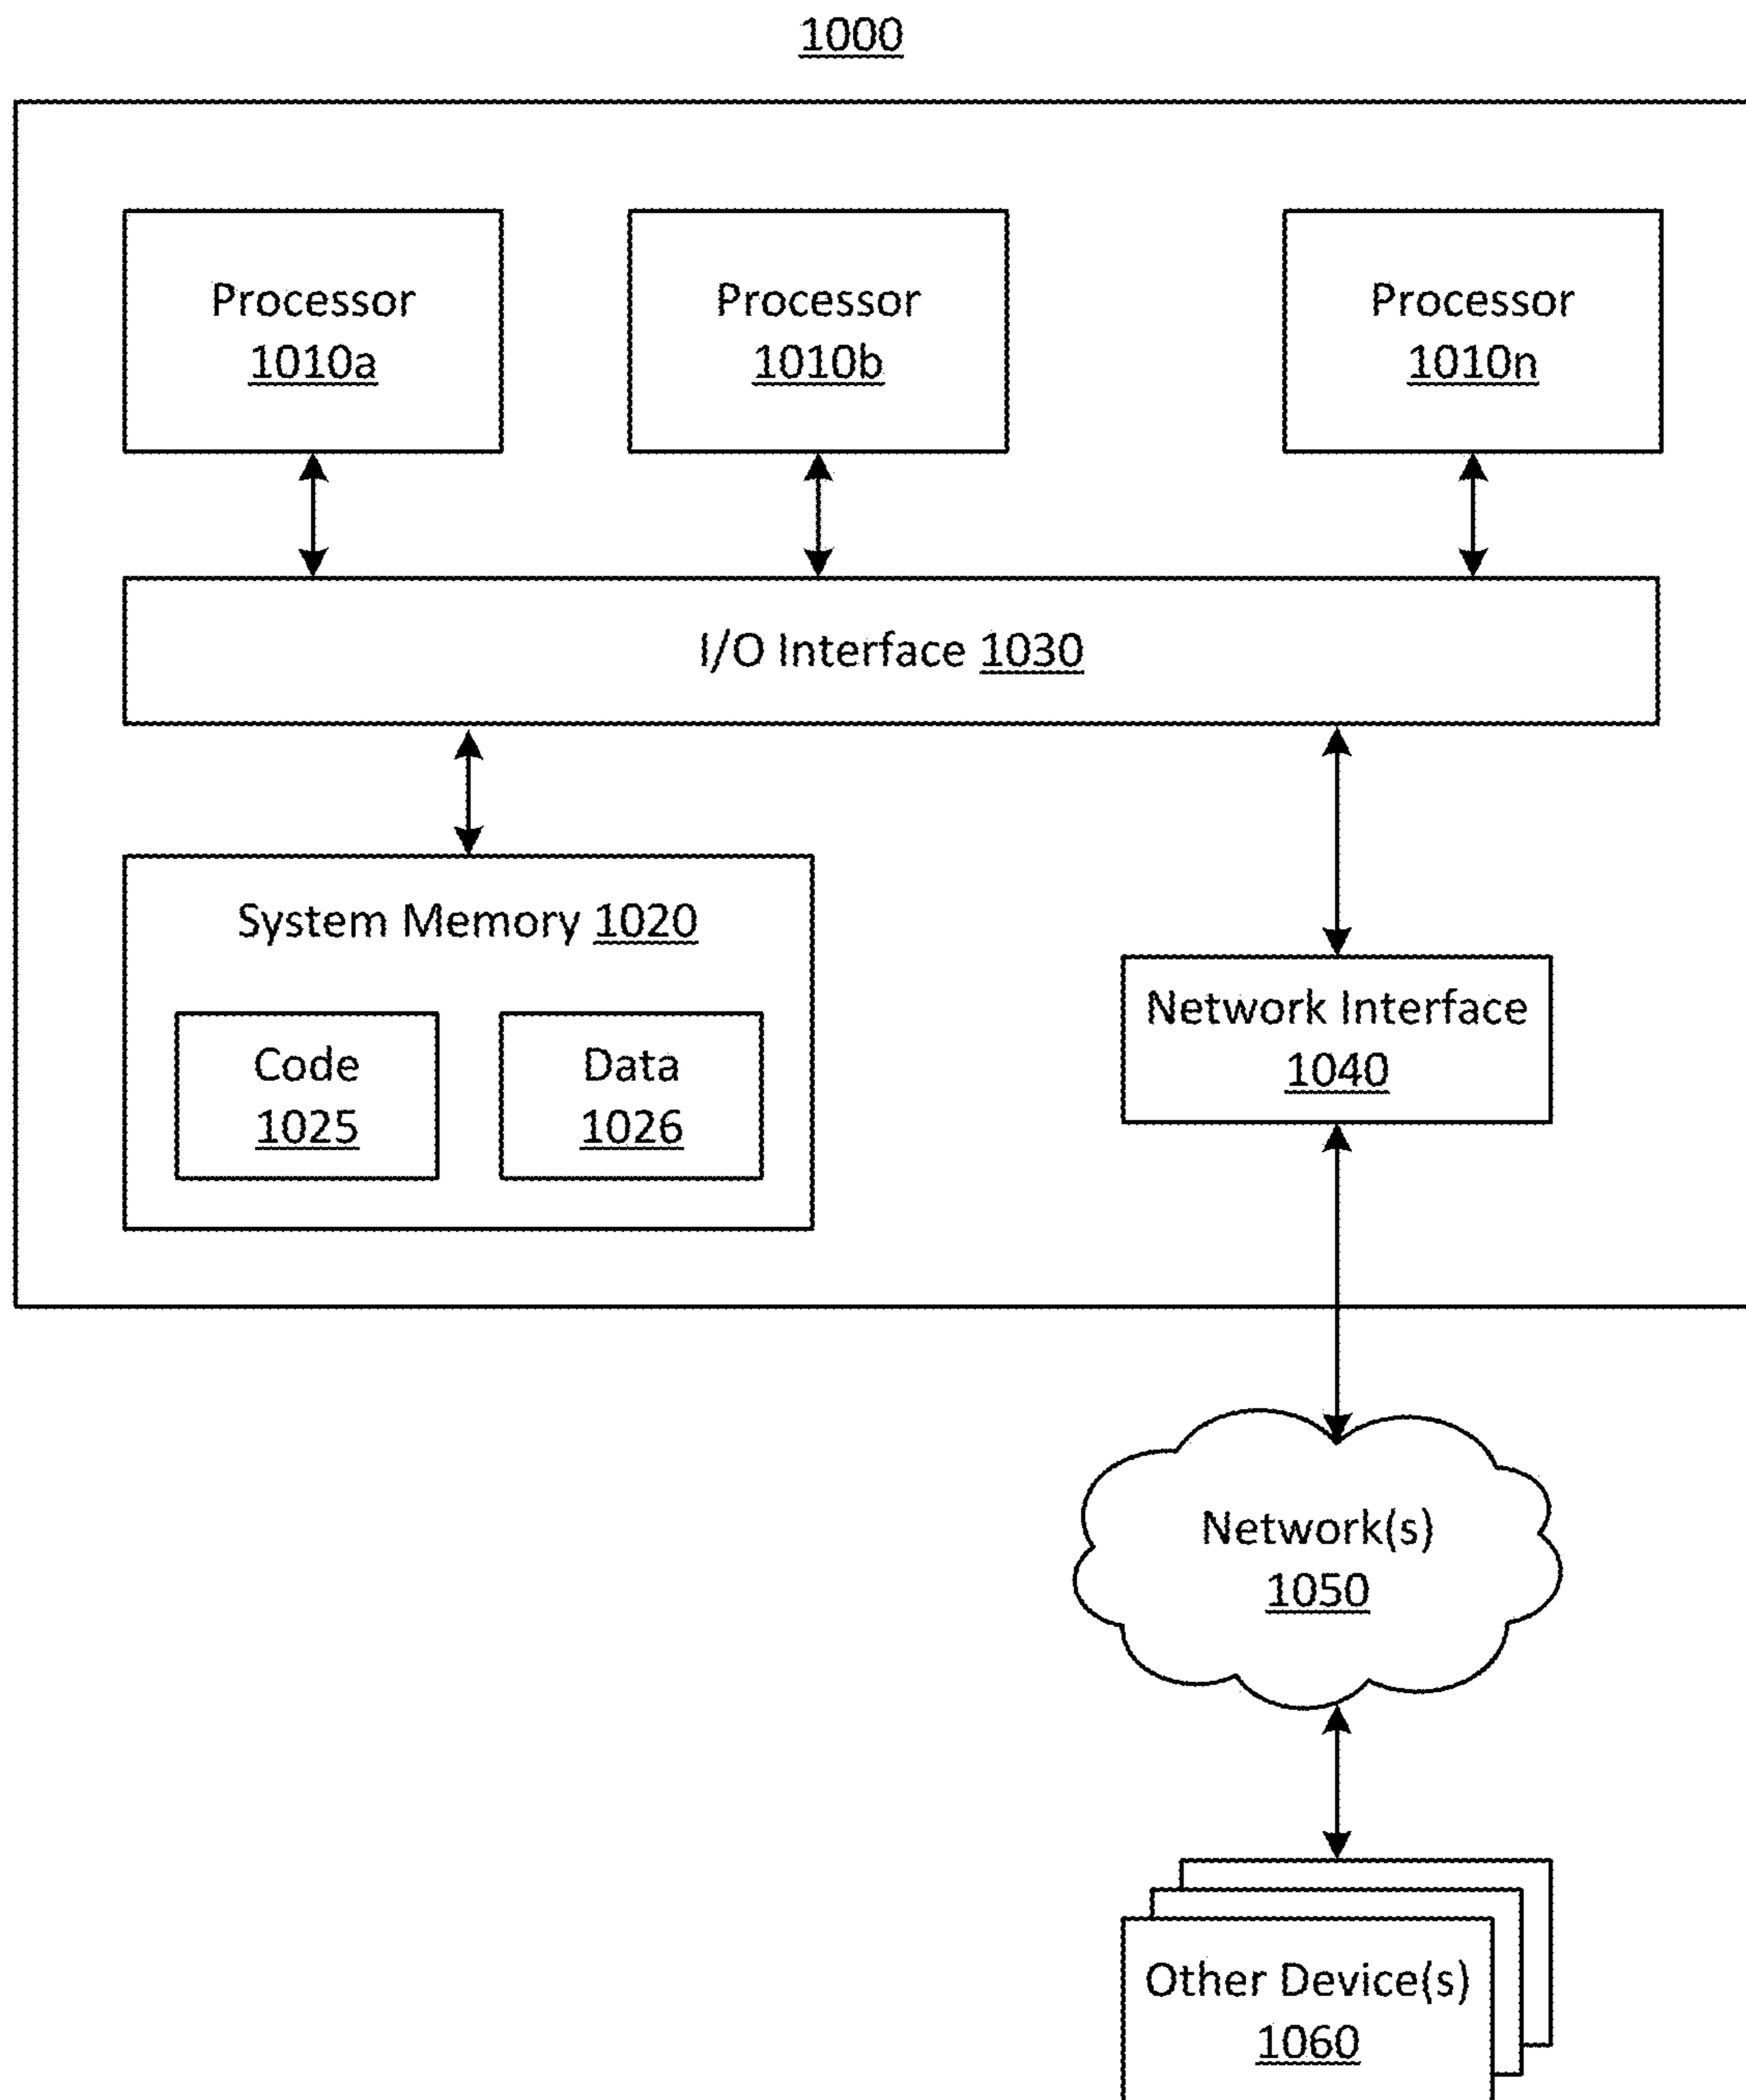 1000
Processor
1010a
Processor
1010b
Processor
1010n
I/O Interface 1030
System Memory 1020
Code
1025
Data
1026
Network Interface
1040
Network(s)
1050
Other Device(s)
1060